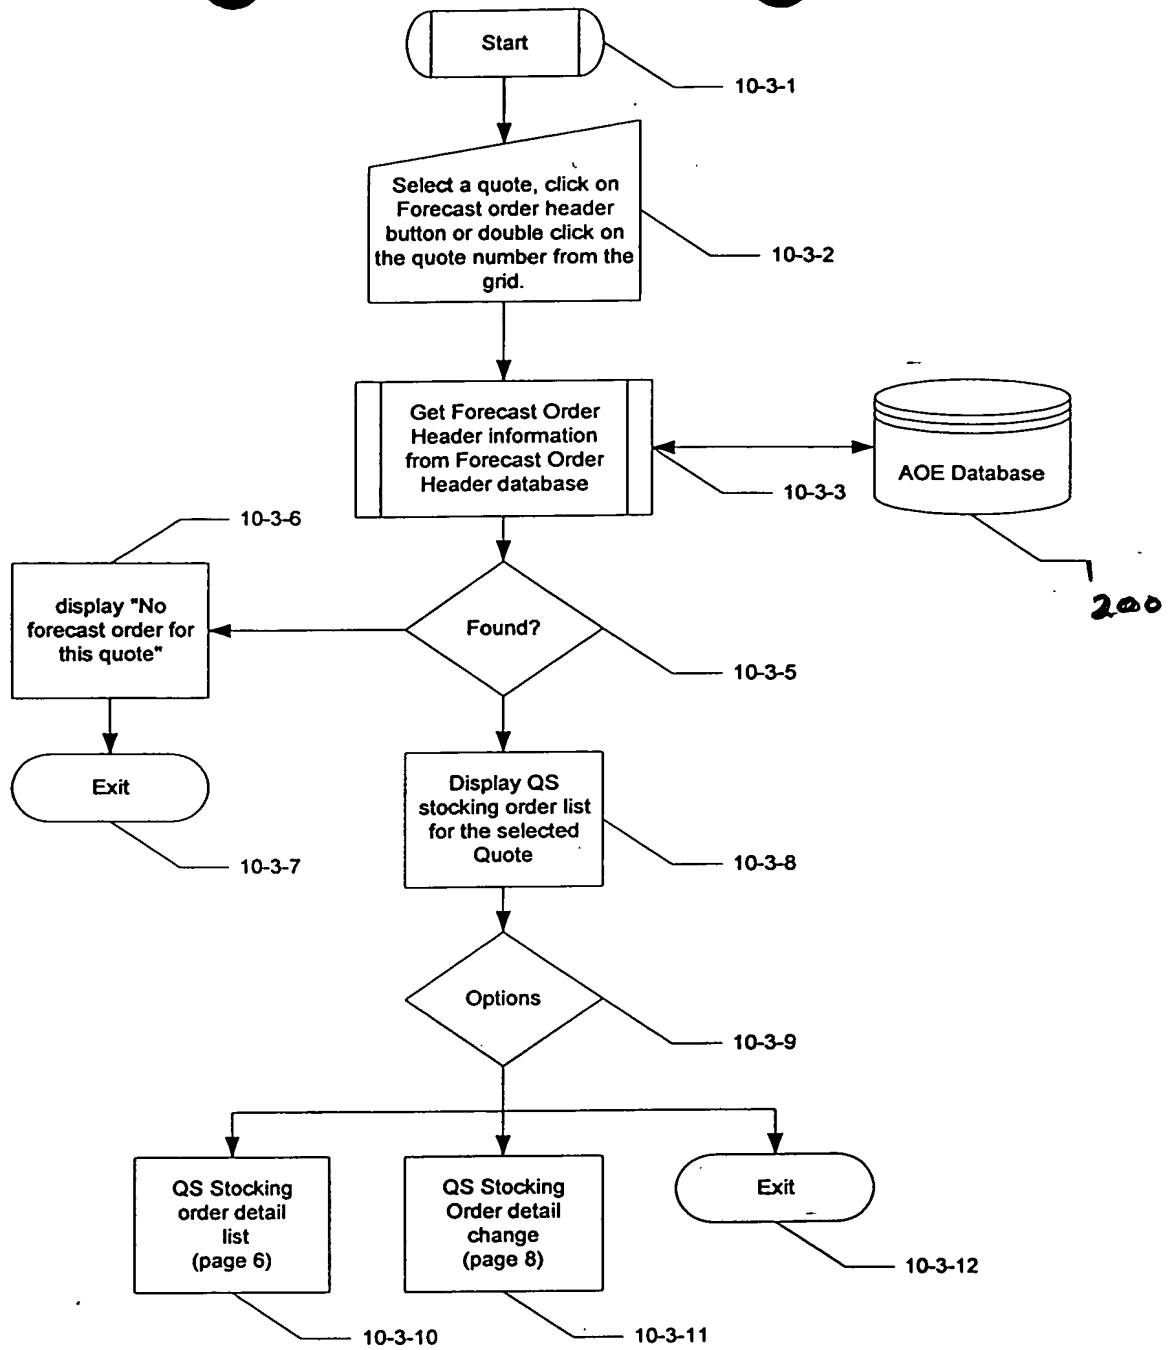 Start
10-3-1
Select a quote, click on
Forecast order header
button or double click on
the quote number from the
grid.
10-3-2
Get Forecast Order
Header information
from Forecast Order
Header database
10-3-3
AOE Database
200
10-3-6
display "No
forecast order for
this quote"
Found?
10-3-5
Exit
10-3-7
Display QS
stocking order list
for the selected
Quote
10-3-8
Options
10-3-9
QS Stocking
order detail
list
(page 6)
10-3-10
QS Stocking
Order detail
change
(page 8)
10-3-11
Exit
10-3-12